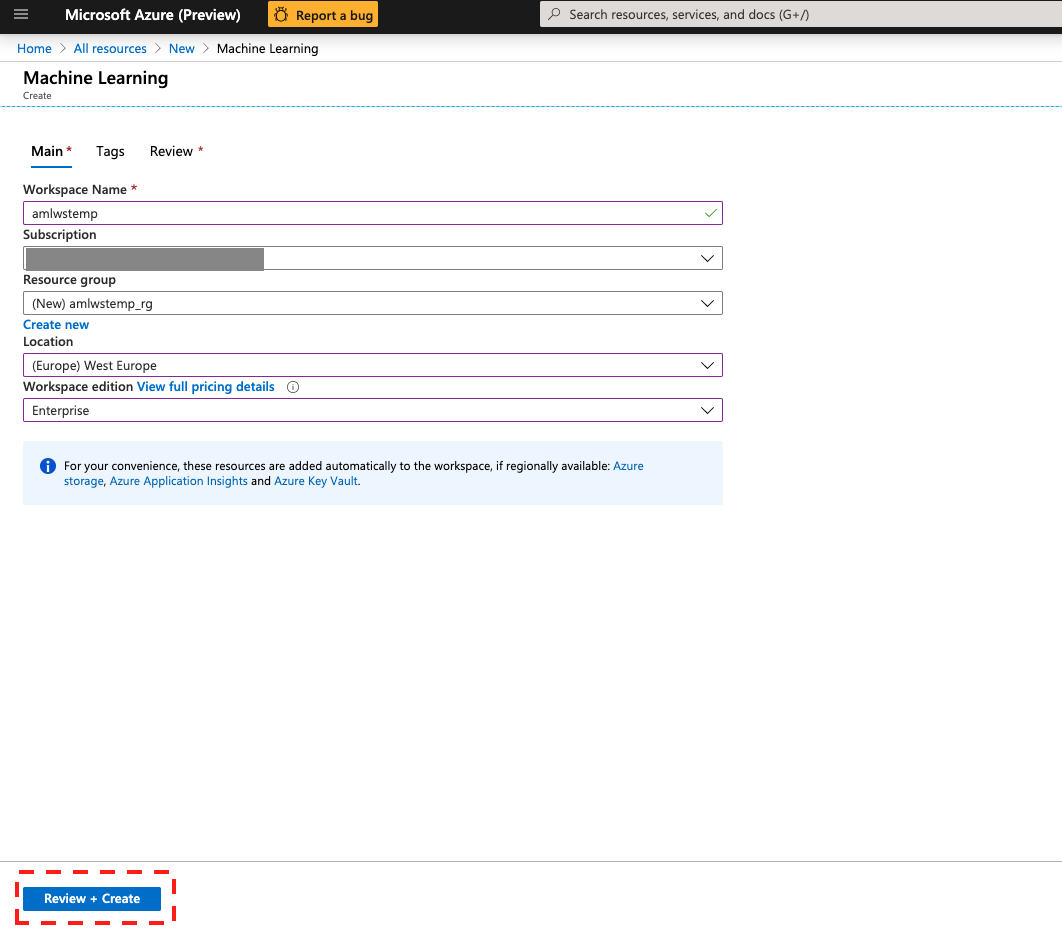 Microsoft Azure (Preview) Report a bug Search resources, services, and docs (G+/)
Home > All resources > New > Machine Learning
Machine Learning
Create
Main * Tags Review *
Workspace Name *
amlwstemp
Subscription
Resource group
(New) amlwstemp_rg
Create new
Location
(Europe) West Europe
Workspace edition View full pricing details
Enterprise
For your convenience, these resources are added automatically to the workspace, if regionally available: Azure
storage, Azure Application Insights and Azure Key Vault.
Review + Create